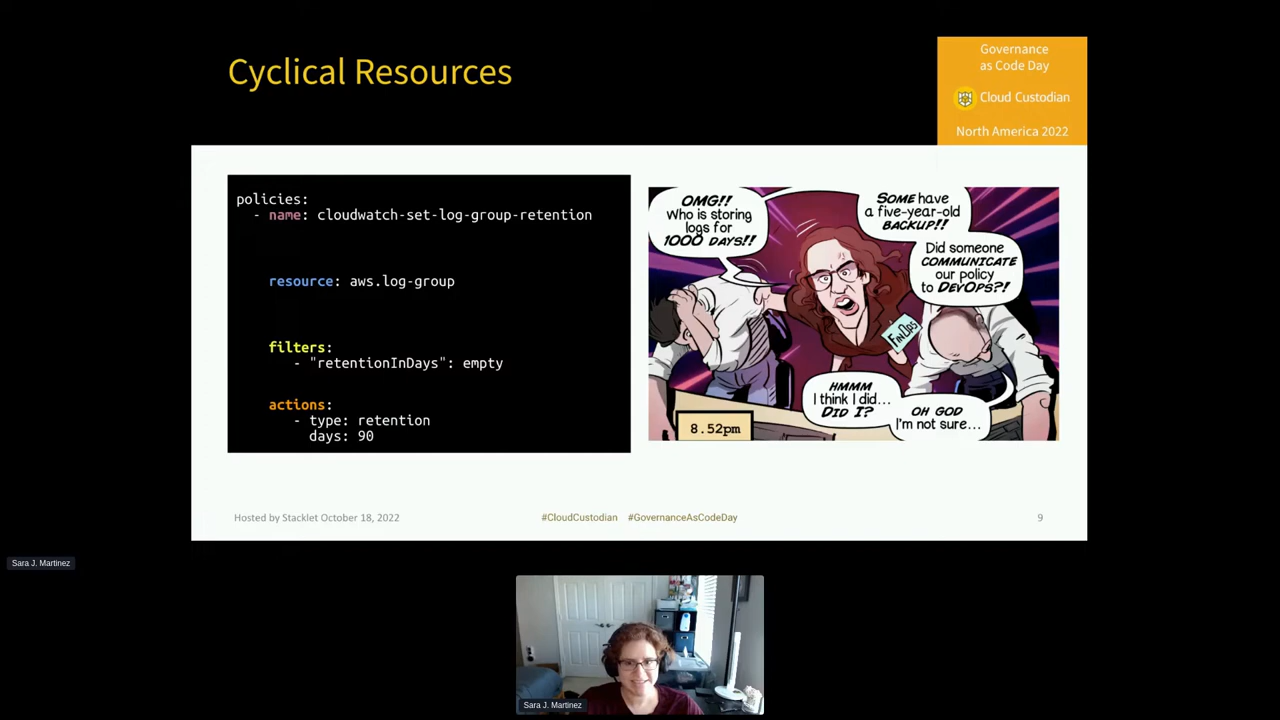 Cyclical Resources
Governance
as Code Day
Cloud Custodian
North America 2022
policies:
- name: cloudwatch-set-log-group-retention
resource: aws.log-group
filters:
- "retentionInDays": empty
actions:
- type: retention
days: 90
OMG!!
Who is storing
logs for
1000 DAYS!!
SOME have
a five-year-old
BACKUP!!
Did someone
COMMUNICATE
our policy
to DEVOPS?!
FINOPS
HMMM
I think I did...
DID I?
OH GOD
I'm not sure...
8.52pm
Hosted by Stacklet October 18, 2022
#CloudCustodian #GovernanceAsCodeDay
9
Sara J. Martinez
Sara J. Martinez